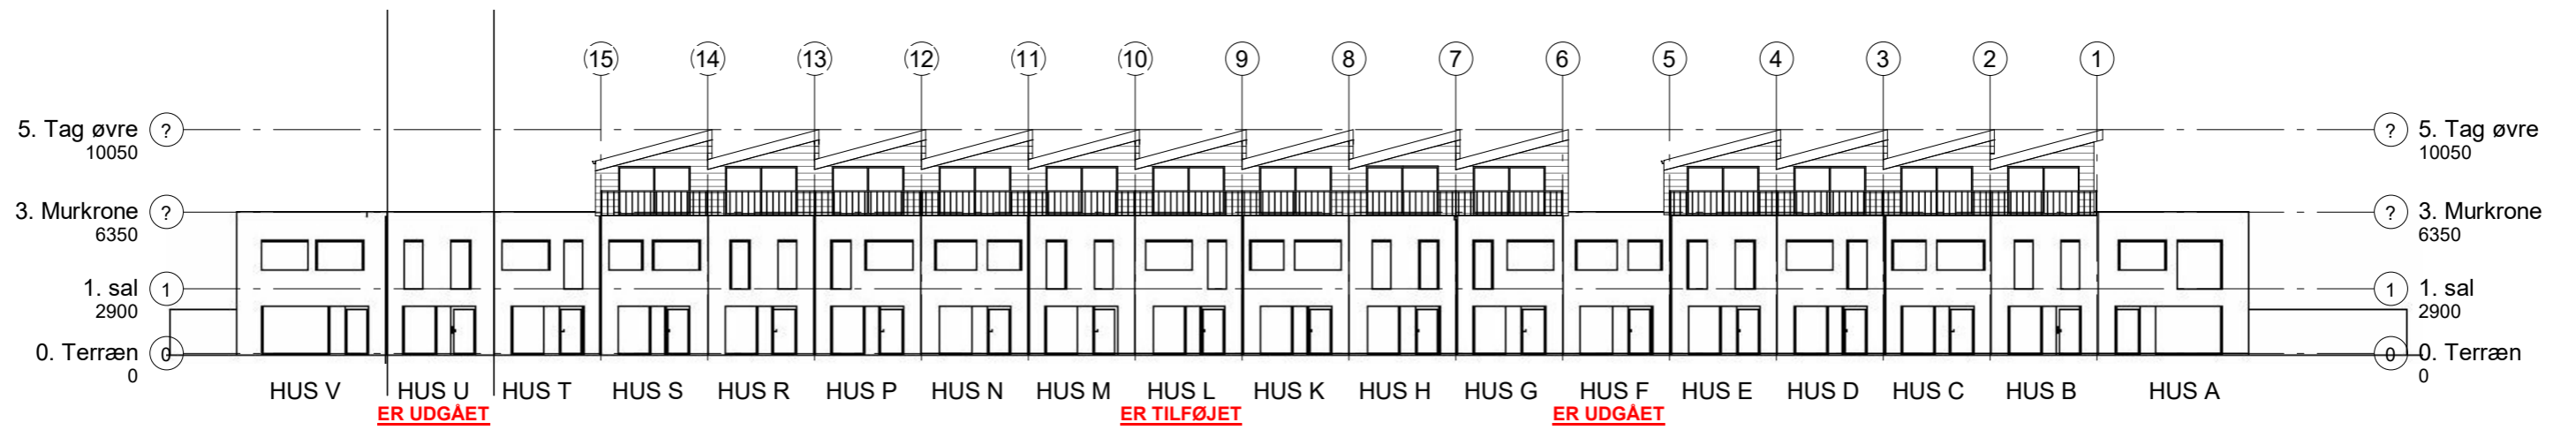 15 14 13 12 11 10 9 8 7 6 5 4 3 2 1
5. Tag øvre ? ? 5. Tag øvre
10050 10050
3. Murkrone ? ? 3. Murkrone
6350 6350
1. sal 1 1 1. sal
2900 2900
0. Terræn 0 0 0. Terræn
0 0
HUS V HUS U HUS T HUS S HUS R HUS P HUS N HUS M HUS L HUS K HUS H HUS G HUS F HUS E HUS D HUS C HUS B HUS A
ER UDGÅET ER TILFØJET ER UDGÅET